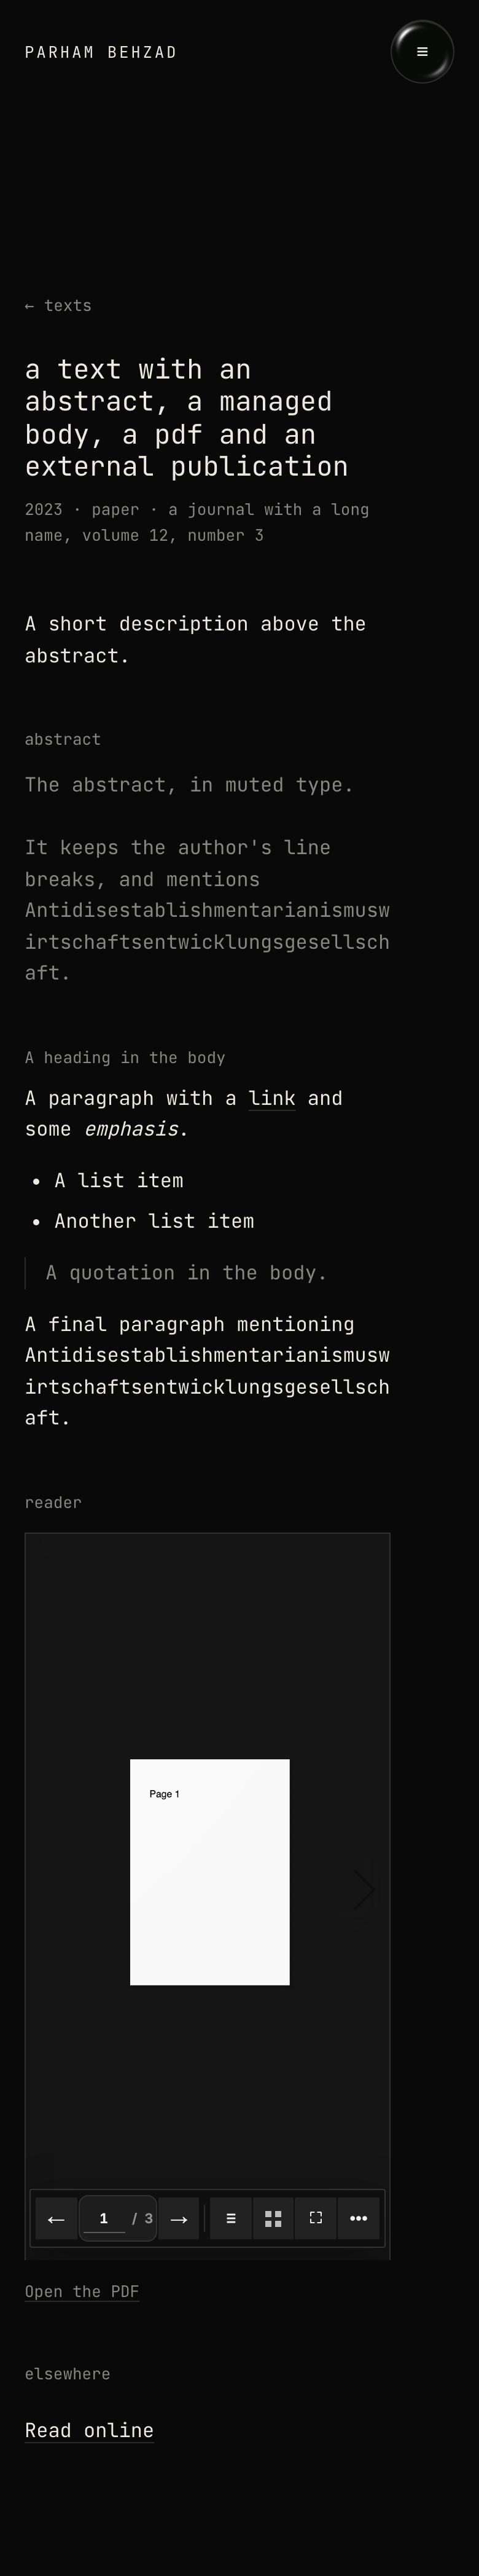 PARHAM BEHZAD
← texts
a text with an
abstract, a managed
body, a pdf and an
external publication
2023 · paper · a journal with a long
name, volume 12, number 3
A short description above the
abstract.
abstract
The abstract, in muted type.
It keeps the author's line
breaks, and mentions
Antidisestablishmentarianismusw
irtschaftsentwicklungsgesellsch
aft.
A heading in the body
A paragraph with a link and
some emphasis.
• A list item
• Another list item
A quotation in the body.
A final paragraph mentioning
Antidisestablishmentarianismusw
irtschaftsentwicklungsgesellsch
aft.
reader
Page 1
1 / 3
Open the PDF
elsewhere
Read online